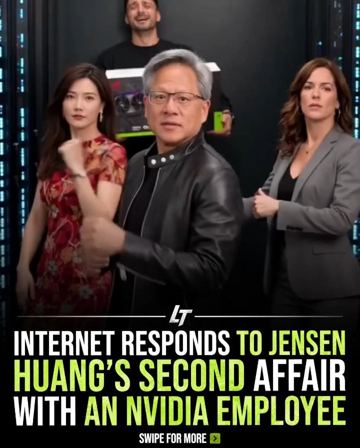 LT
INTERNET RESPONDS TO JENSEN
HUANG'S SECOND AFFAIR
WITH AN NVIDIA EMPLOYEE
SWIPE FOR MORE